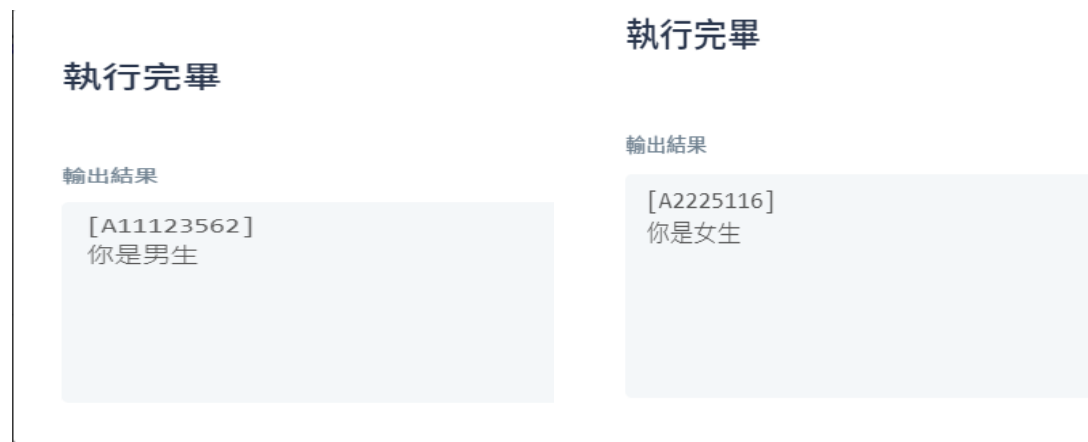 執行完畢
輸出結果
[A11123562]
你是男生
執行完畢
輸出結果
[A2225116]
你是女生